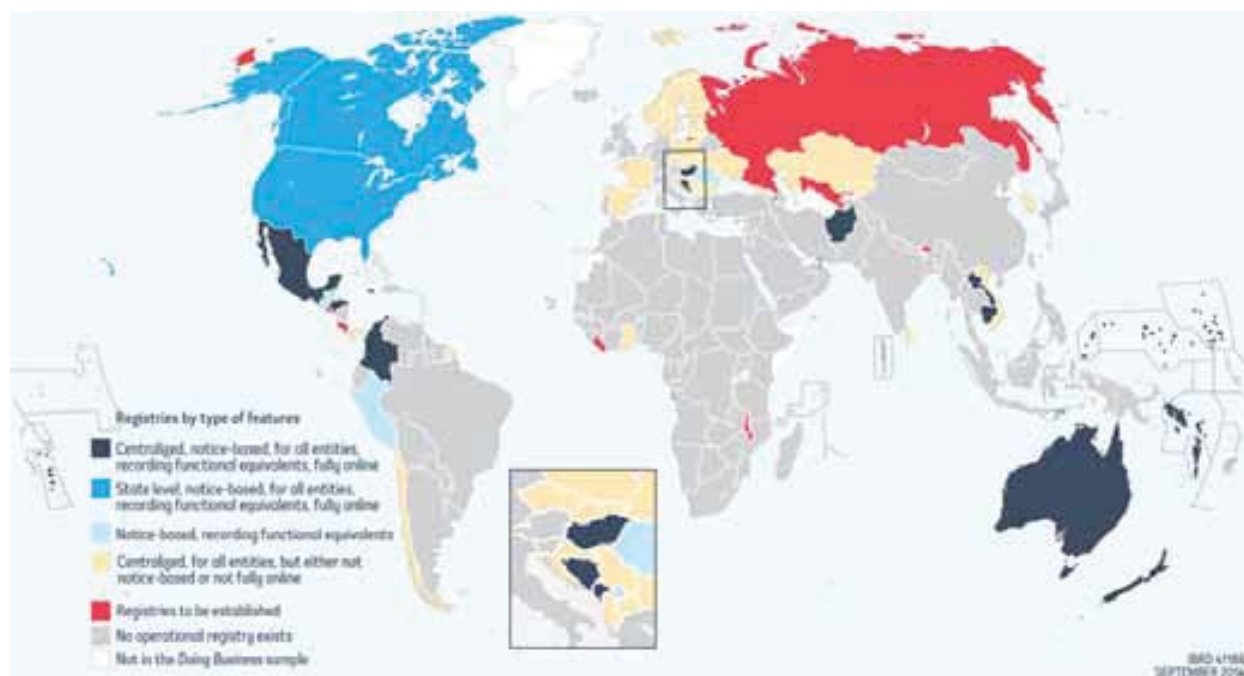 Registries by type of features
Centralized, notice-based, for all entities,
recording functional equivalents, fully online
State level, notice-based, for all entities,
recording functional equivalents, fully online
Notice-based, recording functional equivalents
Centralized, for all entities, but either not
notice-based or not fully online
Registries to be established
No operational registry exists
Not in the Doing Business sample
IBRD
SEPTEMBER 2014